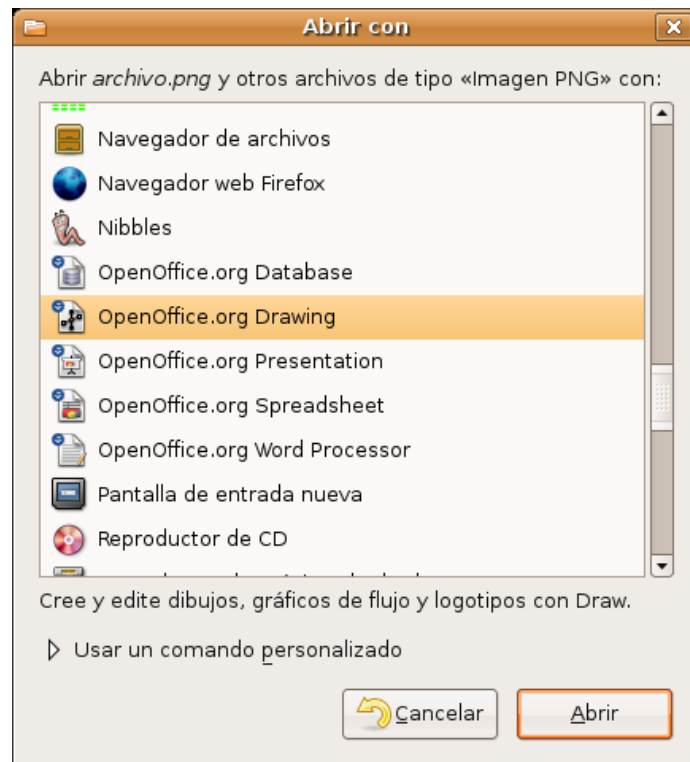 Abrir con
Abrir archivo.png y otros archivos de tipo «Imagen PNG» con:
Navegador de archivos
Navegador web Firefox
Nibbles
OpenOffice.org Database
OpenOffice.org Drawing
OpenOffice.org Presentation
OpenOffice.org Spreadsheet
OpenOffice.org Word Processor
Pantalla de entrada nueva
Reproductor de CD
Cree y edite dibujos, gráficos de flujo y logotipos con Draw.
Usar un comando personalizado
Cancelar
Abrir